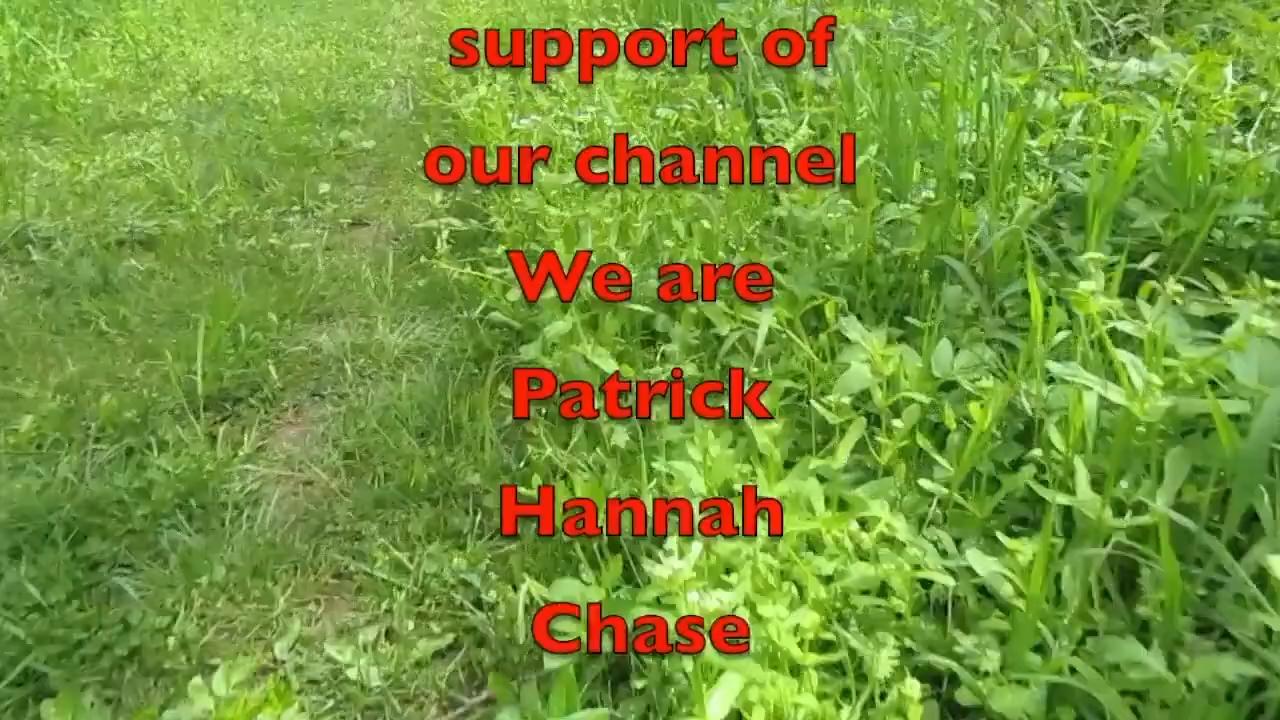 support of
our channel
We are
Patrick
Hannah
Chase